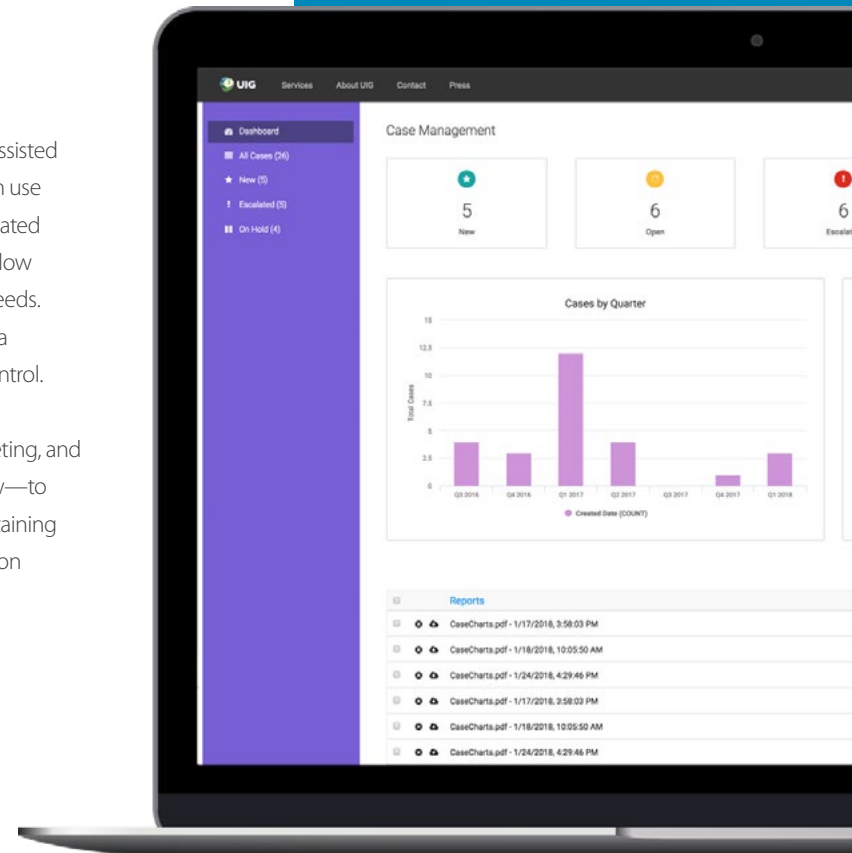 ssisted
n use
ated
low
eeds.
a
ntrol.
ting, and
y—to
taining
on
UIG
Services About UIG Contact Press
Dashboard
All Cases (26)
New (5)
Escalated (5)
On Hold (4)
Case Management
5
New
6
Open
6
Escalat
Cases by Quarter
Total Cases
15
12.5
10
7.5
5
2.5
0
Q3 2016 Q4 2016 Q1 2017 Q2 2017 Q3 2017 Q4 2017 Q1 2018
Created Date (COUNT)
Reports
CaseCharts.pdf - 1/17/2018, 3:58:03 PM
CaseCharts.pdf - 1/18/2018, 10:05:50 AM
CaseCharts.pdf - 1/24/2018, 4:29:46 PM
CaseCharts.pdf - 1/17/2018, 3:58:03 PM
CaseCharts.pdf - 1/18/2018, 10:05:50 AM
CaseCharts.pdf - 1/24/2018, 4:29:46 PM